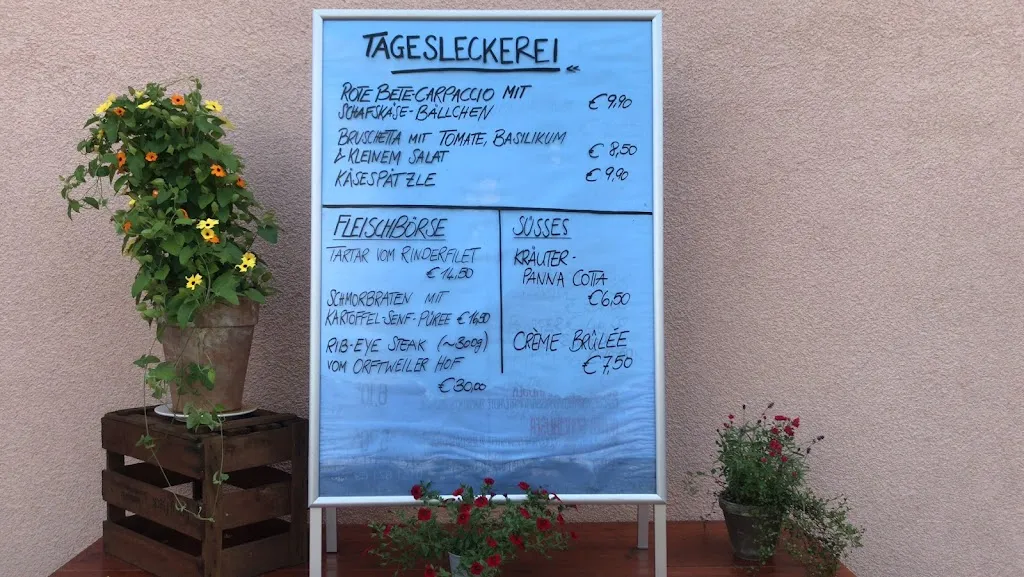 TAGESLECKEREI
ROTE BETE-CARPACCIO MIT
SCHAFSKÄSE-BÄLLCHEN € 9,90
BRUSCHETTA MIT TOMATE, BASILIKUM
& KLEINEM SALAT € 8,50
KÄSESPÄTZLE € 9,90
FLEISCHBÖRSE
TARTAR VOM RINDERFILET
€ 14,50
SCHMORBRATEN MIT
KARTOFFEL-SENF-PÜREE € 16,50
RIB-EYE STEAK (~300g)
VOM ORFTWEILER HOF
€ 30,00
SÜSSES
KRÄUTER-
PANNA COTTA
€ 6,50
CRÈME BRÛLÉE
€ 7,50